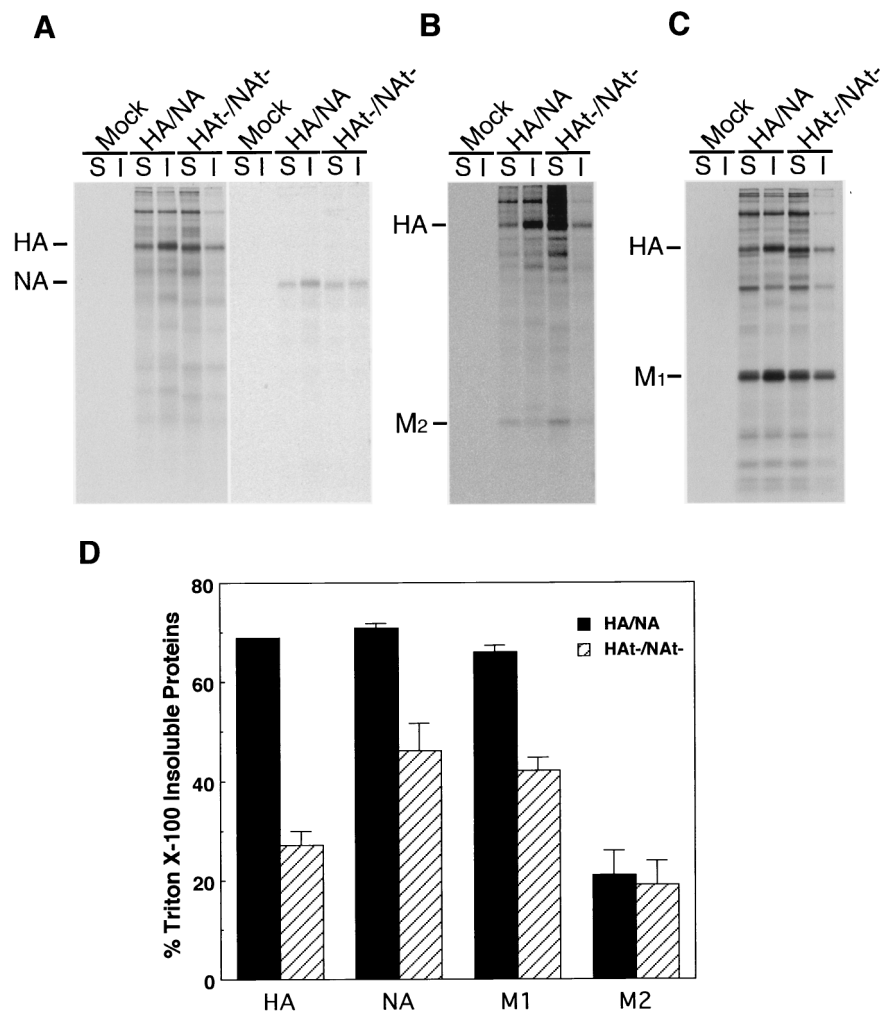 A
B
C
Mock HA/NA HAt-/NAt- Mock HA/NA HAt-/NAt-
S I S I S I S I S I S I
HA
NA
Mock HA/NA HAt-/NAt-
S I S I S I
HA
M2
Mock HA/NA HAt-/NAt-
S I S I S I
HA
M1
D
% Triton X-100 Insoluble Proteins
80
60
40
20
0
HA/NA
HAt-/NAt-
HA NA M1 M2